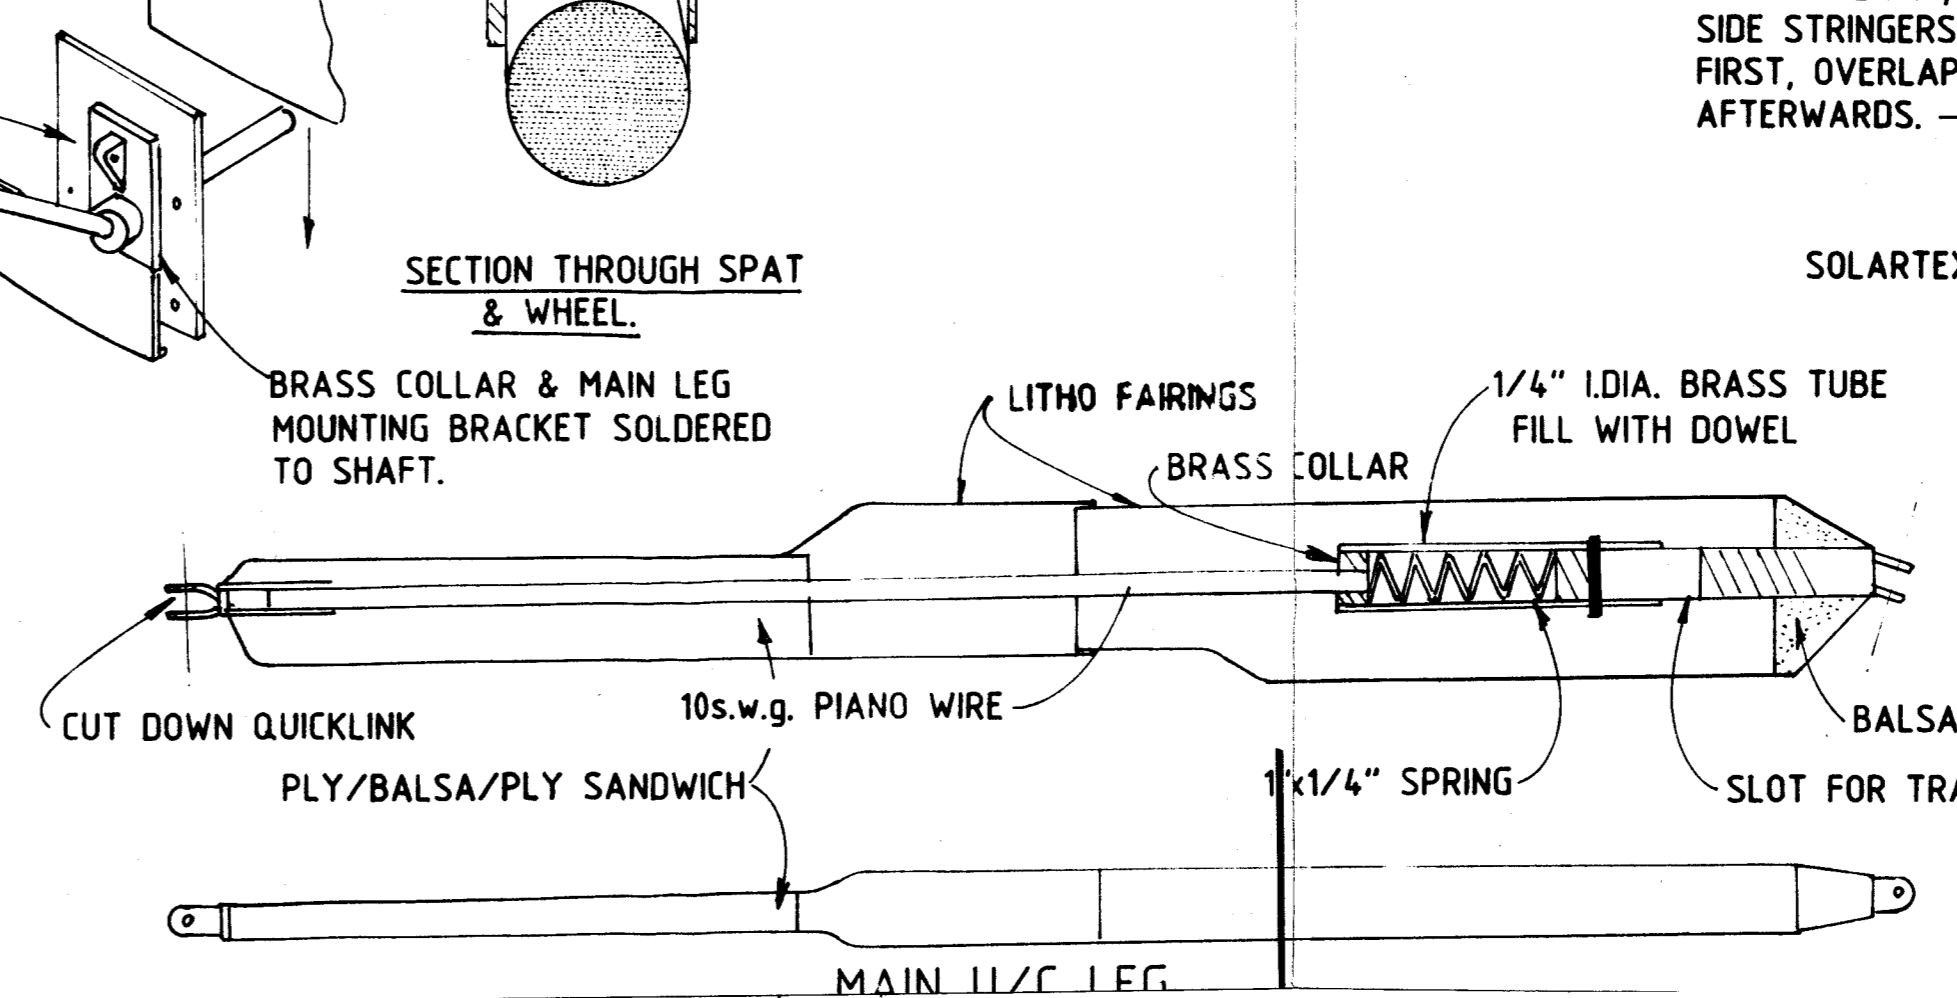 SIDE STRINGERS
FIRST, OVERLAP
AFTERWARDS. –
SOLARTEX
SECTION THROUGH SPAT
& WHEEL.
BRASS COLLAR & MAIN LEG
MOUNTING BRACKET SOLDERED
TO SHAFT.
LITHO FAIRINGS
1/4" I.DIA. BRASS TUBE
FILL WITH DOWEL
BRASS COLLAR
CUT DOWN QUICKLINK
10s.w.g. PIANO WIRE
BALSA
PLY/BALSA/PLY SANDWICH
1"x1/4" SPRING
SLOT FOR TRA
MAIN U/C LEG